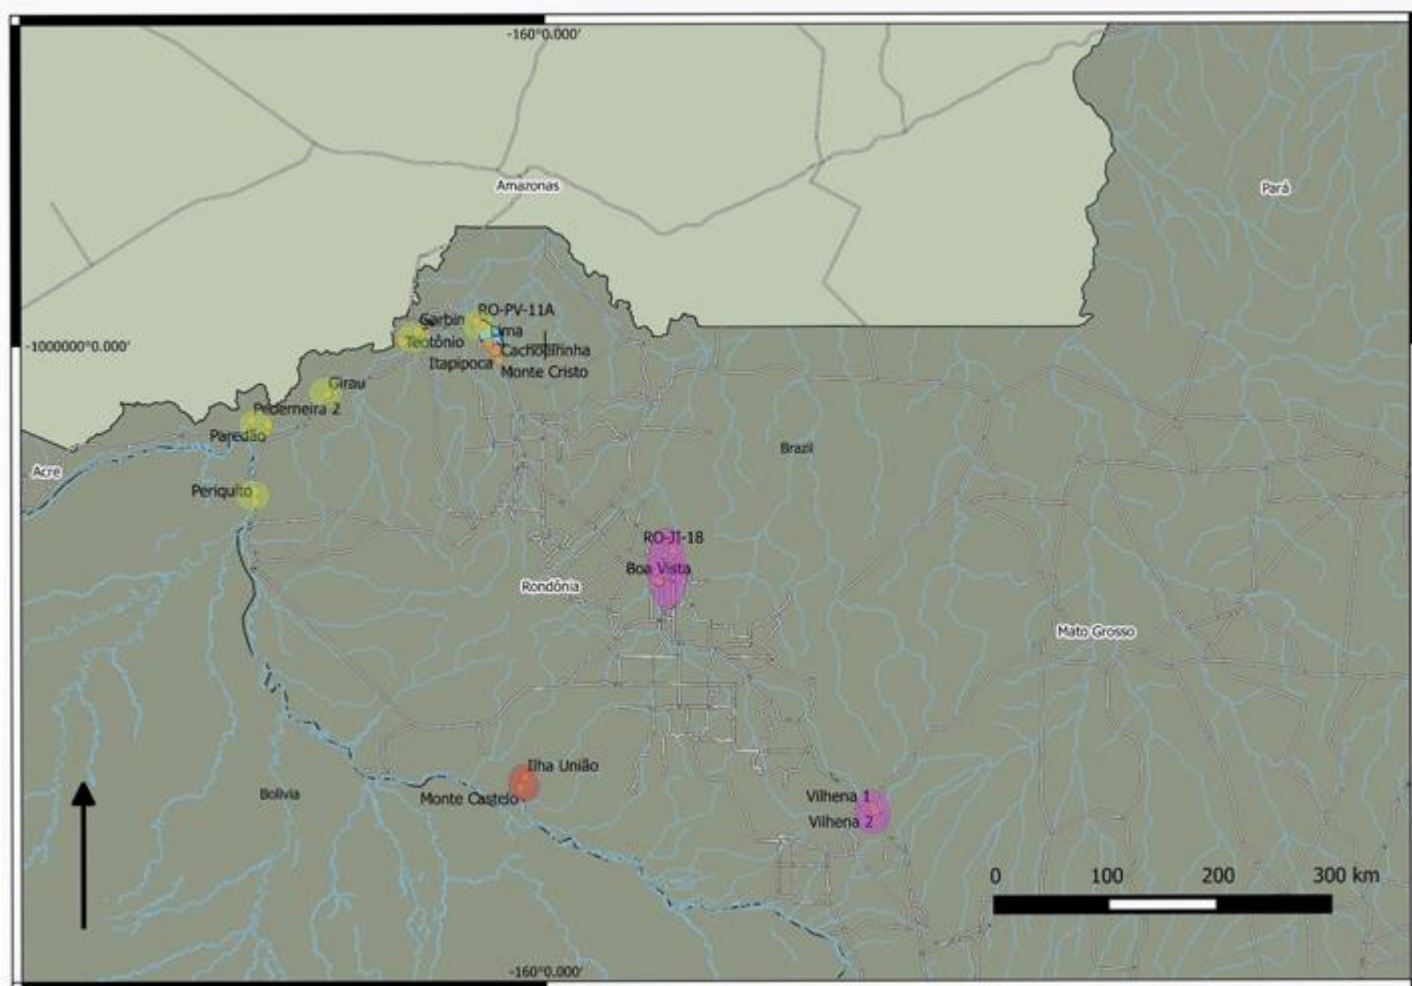 -160°0.000'
Amazonas
Pará
RO-PV-11A
Garbin
-1000000°0.000'
Teotônio
Cachoeirinha
Itapipoca
Monte Cristo
Girau
Pederneira 2
Paredão
Brazil
Acre
Periquito
RO-JI-18
Boa Vista
Rondônia
Mato Grosso
Ilha União
Bolivia
Monte Castelo
Vilhena 1
Vilhena 2
0 100 200 300 km
-160°0.000'